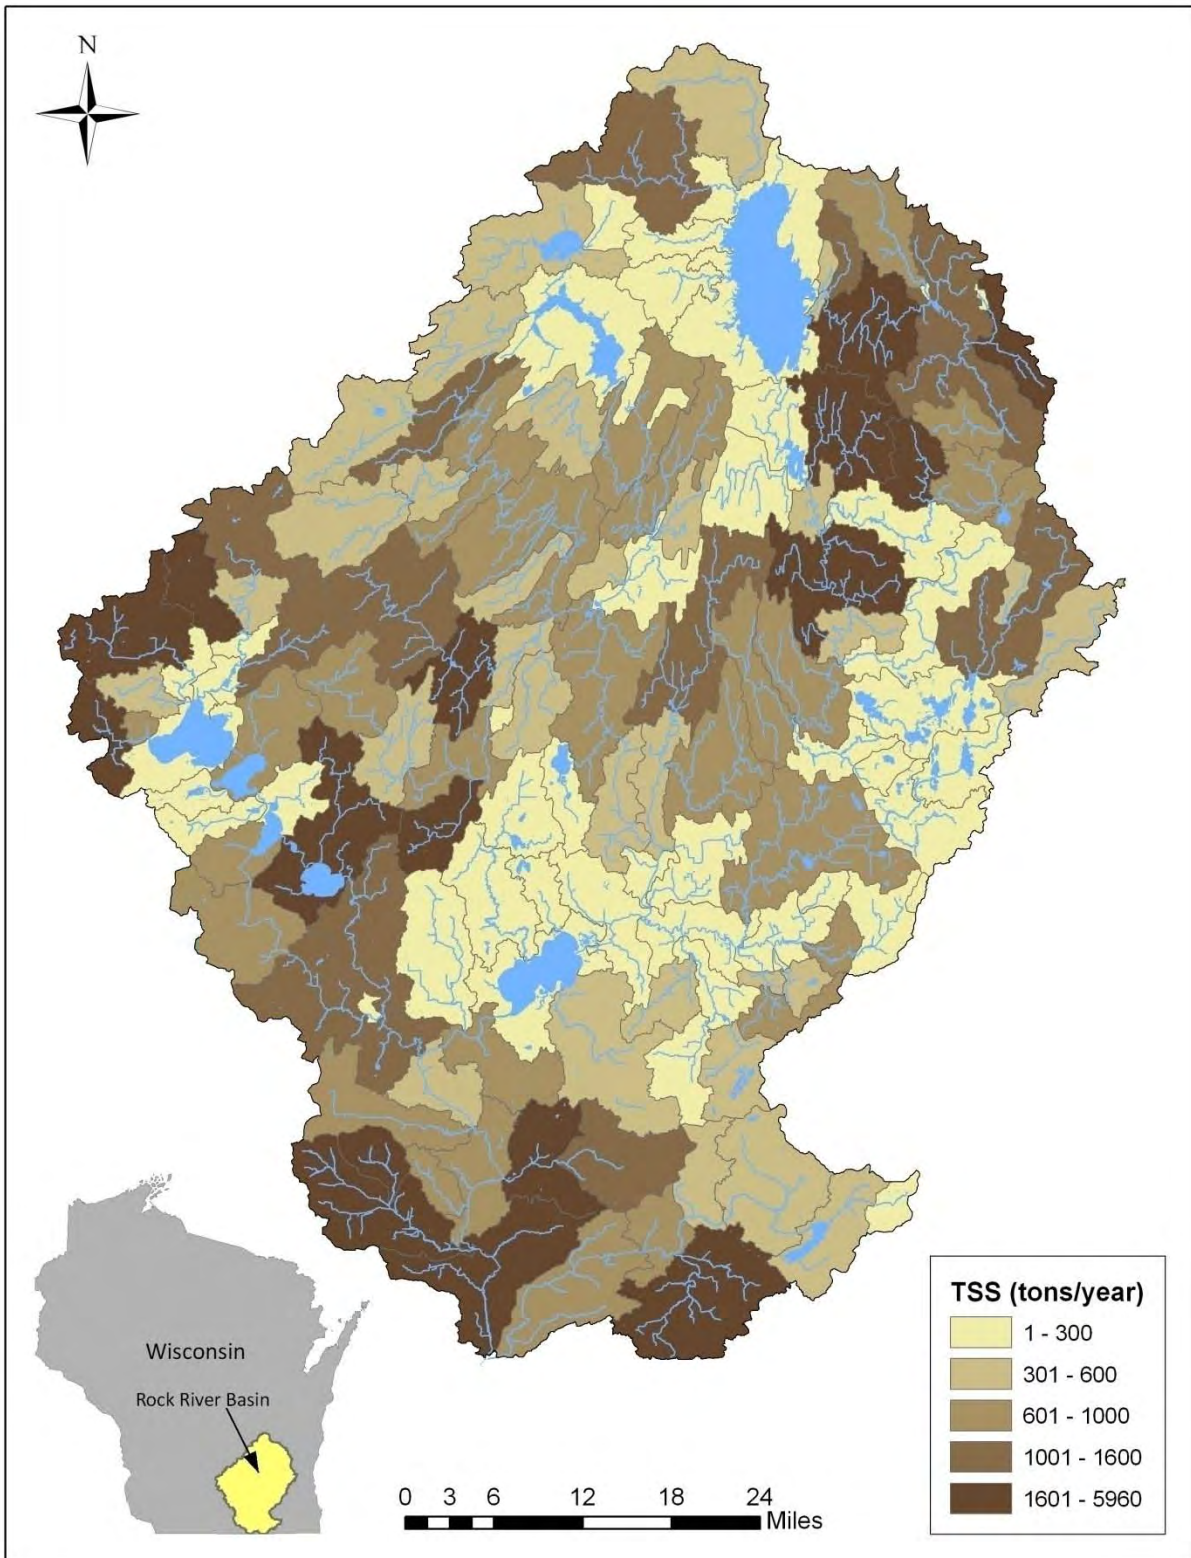 N
TSS (tons/year)
1 - 300
301 - 600
601 - 1000
1001 - 1600
1601 - 5960
Wisconsin
Rock River Basin
0 3 6 12 18 24
Miles